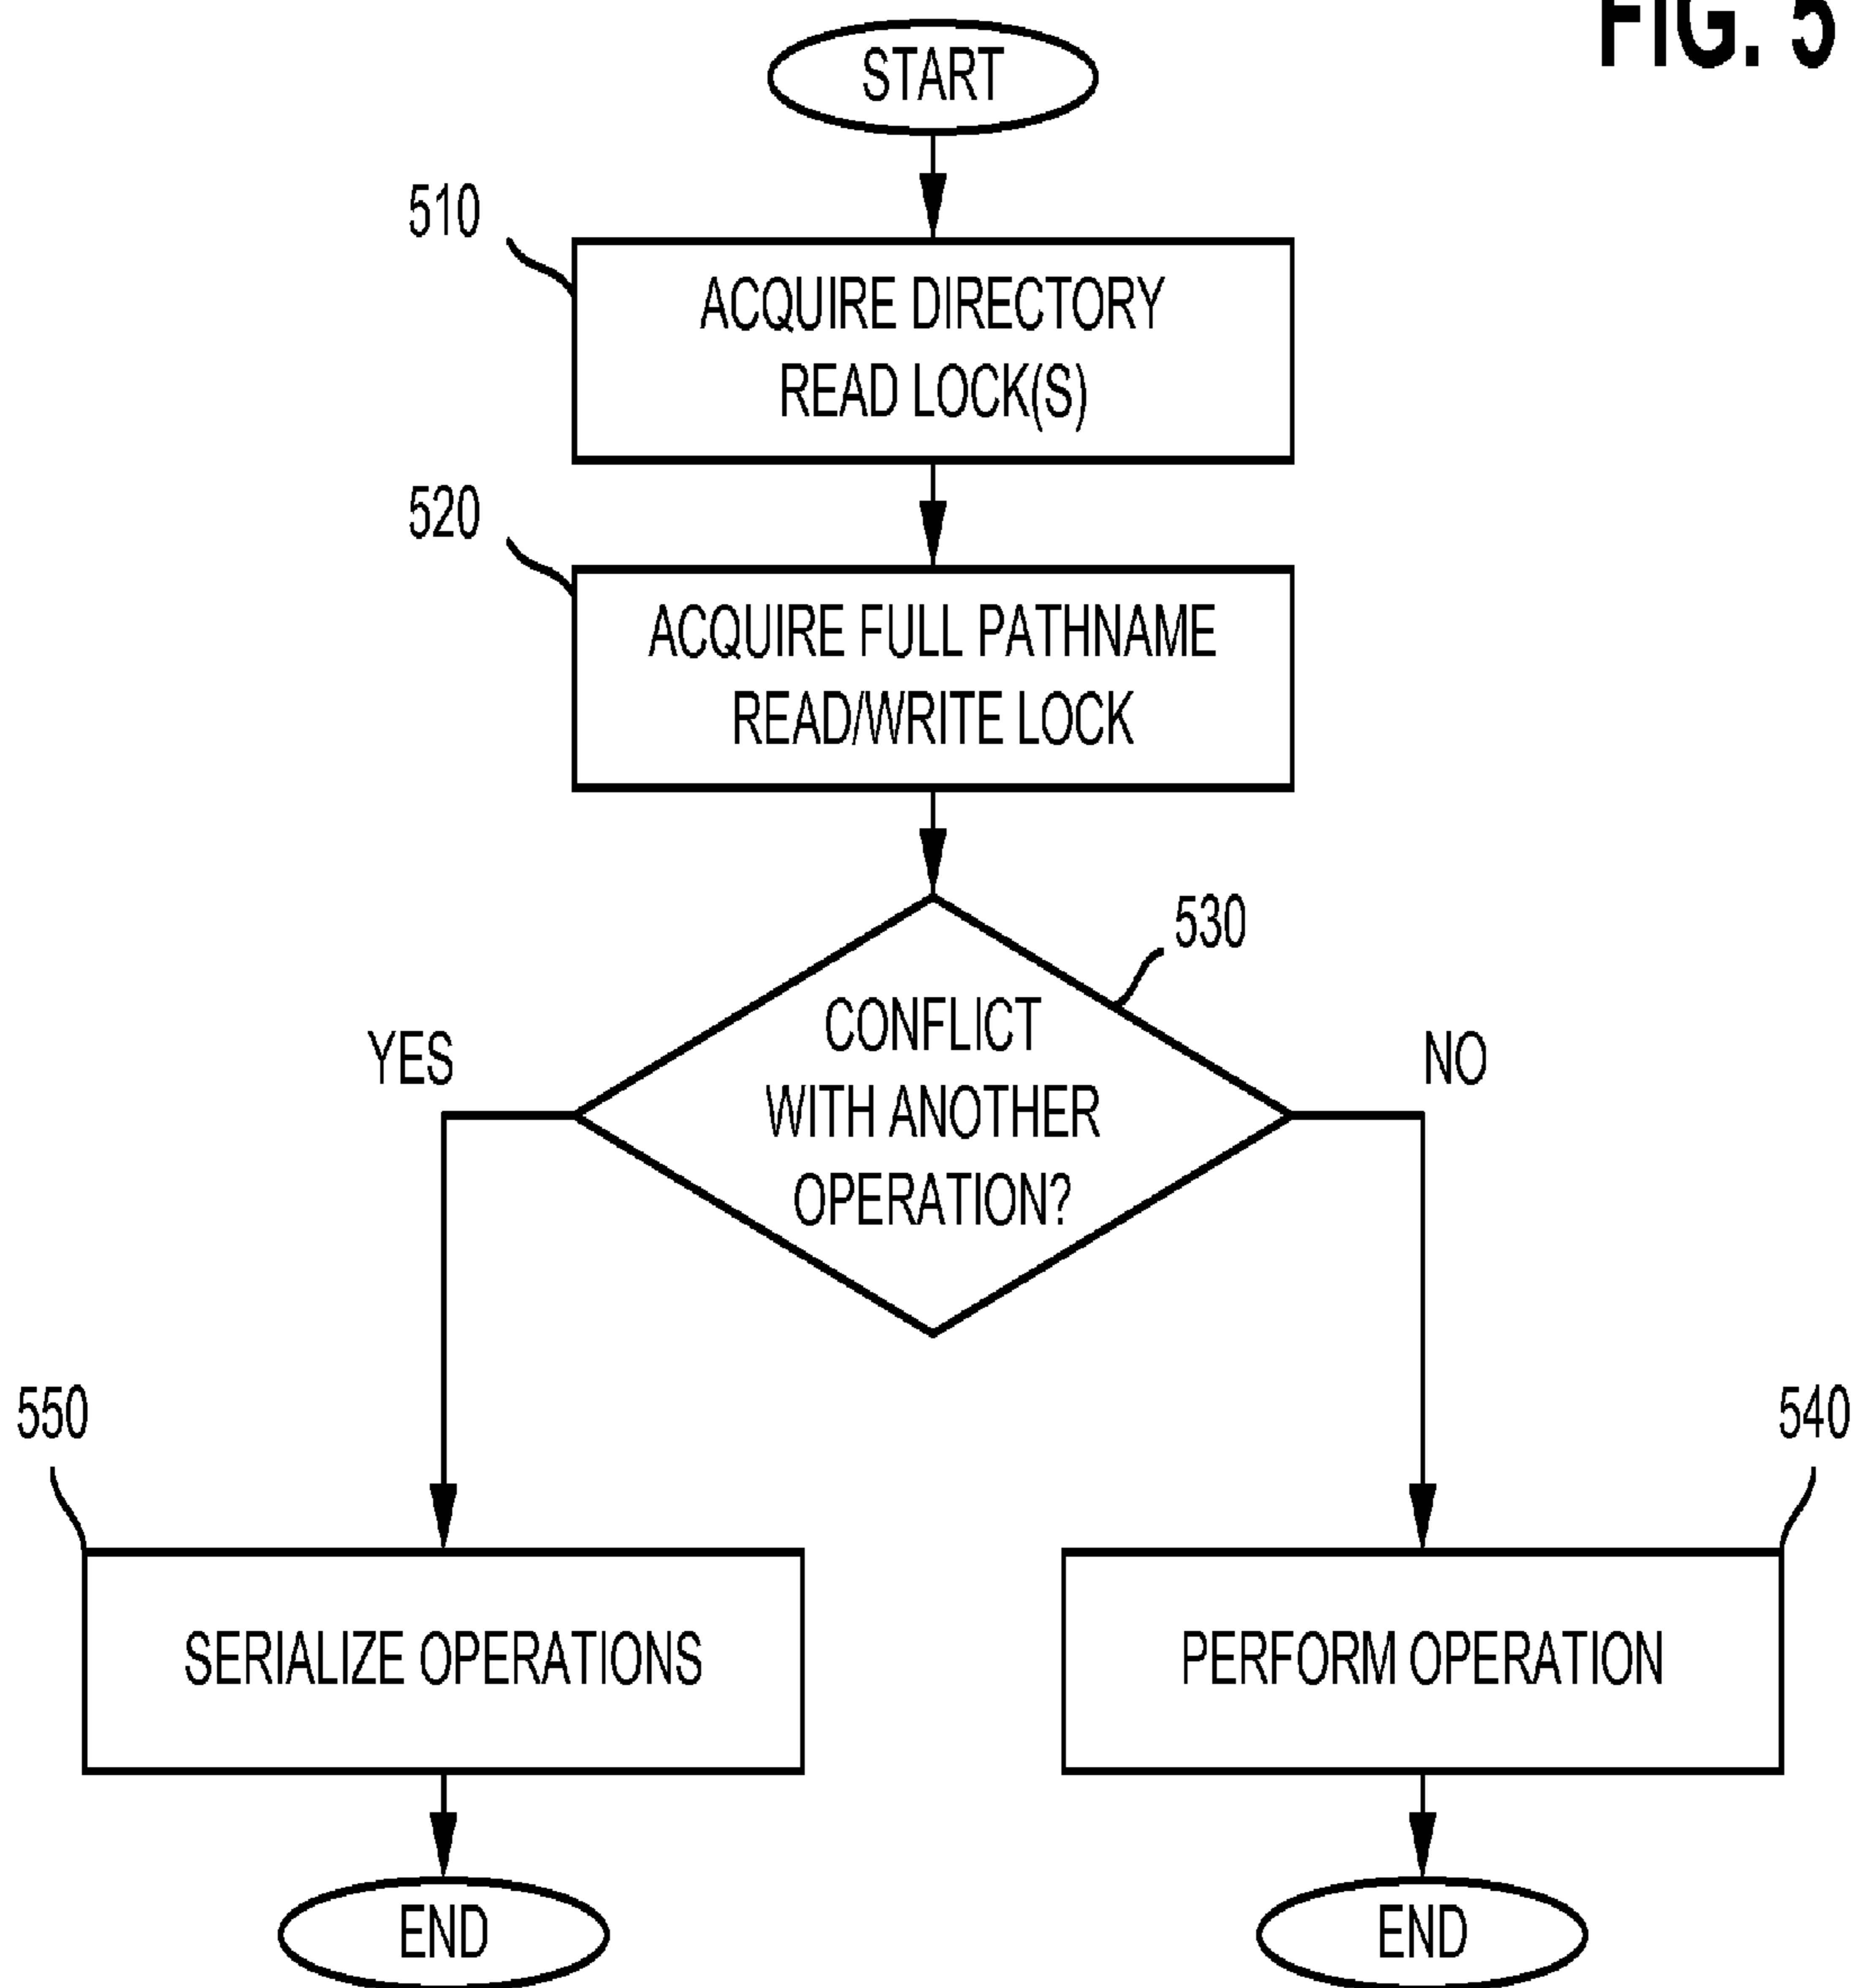 FIG. 5
START
510
ACQUIRE DIRECTORY
READ LOCK(S)
520
ACQUIRE FULL PATHNAME
READ/WRITE LOCK
530
CONFLICT
WITH ANOTHER
OPERATION?
YES
NO
550
540
SERIALIZE OPERATIONS
PERFORM OPERATION
END
END